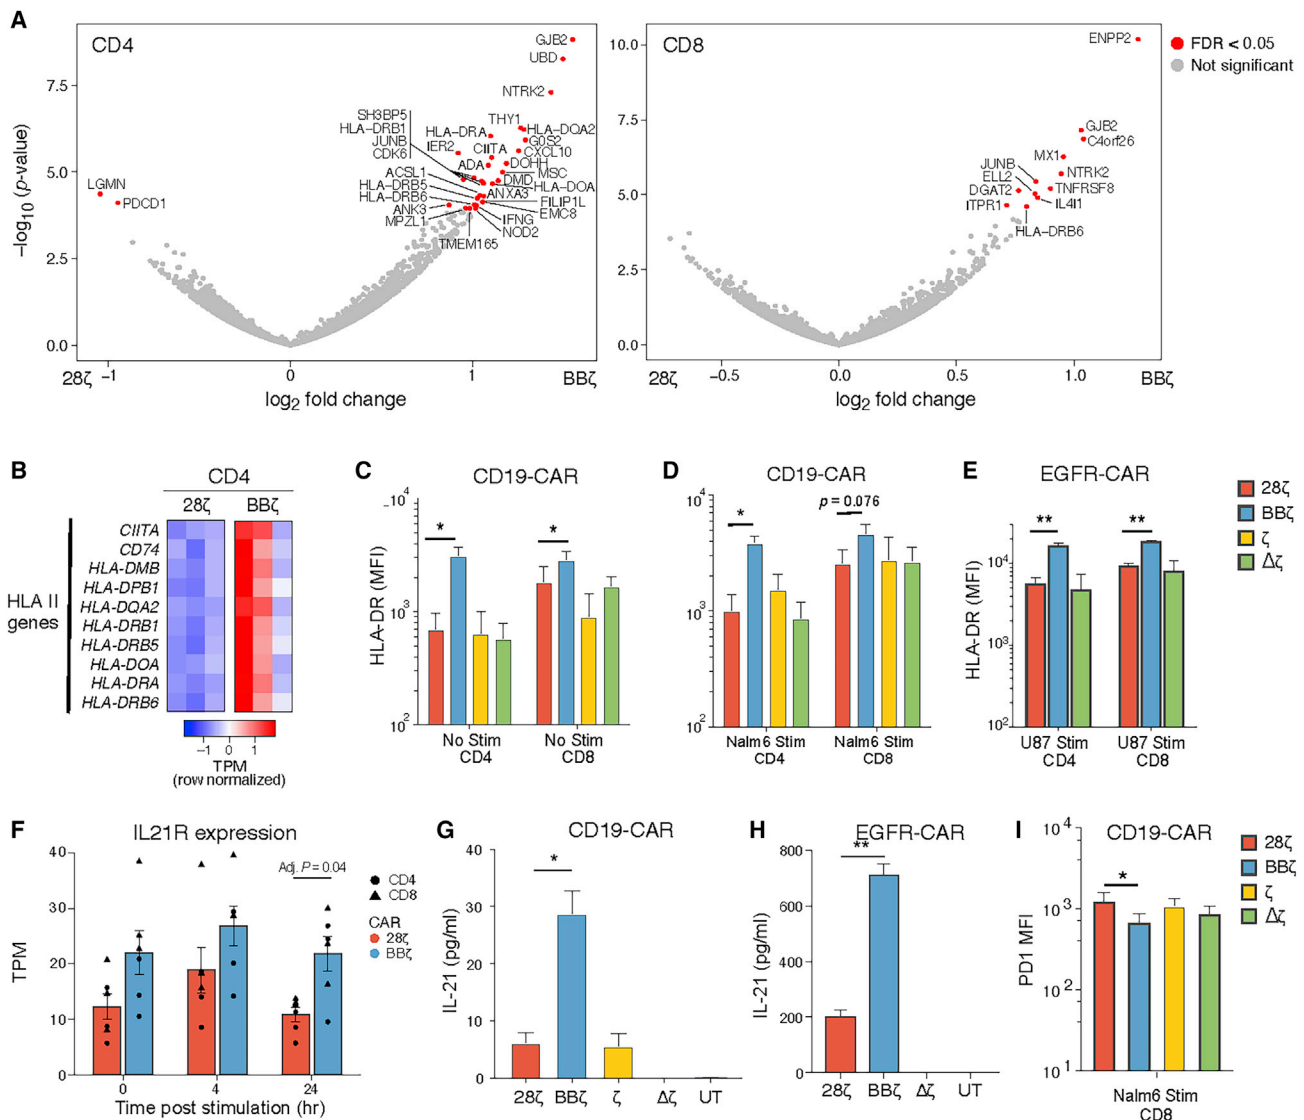 A
CD4
−log10 (p-value)
7.5
5.0
2.5
0.0
GJB2
UBD
NTRK2
THY1
HLA−DQA2
G0S2
CXCL10
DOHH
MSC
DMD
HLA−DOA
ANXA3
FILIP1L
EMC8
IFNG
NOD2
TMEM165
SH3BP5
HLA−DRB1
JUNB
CDK6
HLA−DRA
IER2
CIITA
ADA
ACSL1
HLA−DRB5
HLA−DRB6
ANK3
MPZL1
LGMN
PDCD1
28ζ
−1
0
1
BBζ
log2 fold change
CD8
10.0
7.5
5.0
2.5
0.0
ENPP2
GJB2
C4orf26
MX1
NTRK2
JUNB
ELL2
TNFRSF8
DGAT2
IL4I1
ITPR1
HLA−DRB6
28ζ
−0.5
0.0
0.5
1.0
BBζ
log2 fold change
FDR < 0.05
Not significant
B
CD4
28ζ
BBζ
HLA II
genes
CIITA
CD74
HLA-DMB
HLA-DPB1
HLA-DQA2
HLA-DRB1
HLA-DRB5
HLA-DOA
HLA-DRA
HLA-DRB6
−1
0
1
TPM
(row normalized)
C
CD19-CAR
HLA-DR (MFI)
10^4
10^3
10^2
*
*
No Stim
CD4
No Stim
CD8
D
CD19-CAR
10^4
10^3
10^2
*
p = 0.076
Nalm6 Stim
CD4
Nalm6 Stim
CD8
E
EGFR-CAR
HLA-DR (MFI)
10^4
10^3
10^2
**
**
U87 Stim
CD4
U87 Stim
CD8
28ζ
BBζ
ζ
Δζ
F
IL21R expression
TPM
40
30
20
10
0
Adj. P = 0.04
0
4
24
Time post stimulation (hr)
CD4
CD8
CAR
28ζ
BBζ
G
CD19-CAR
IL-21 (pg/ml)
40
30
20
10
0
*
28ζ
BBζ
ζ
Δζ
UT
H
EGFR-CAR
IL-21 (pg/ml)
800
600
400
200
0
**
28ζ
BBζ
Δζ
UT
I
CD19-CAR
PD1 MFI
10^4
10^3
10^2
10^1
*
Nalm6 Stim
CD8
28ζ
BBζ
ζ
Δζ